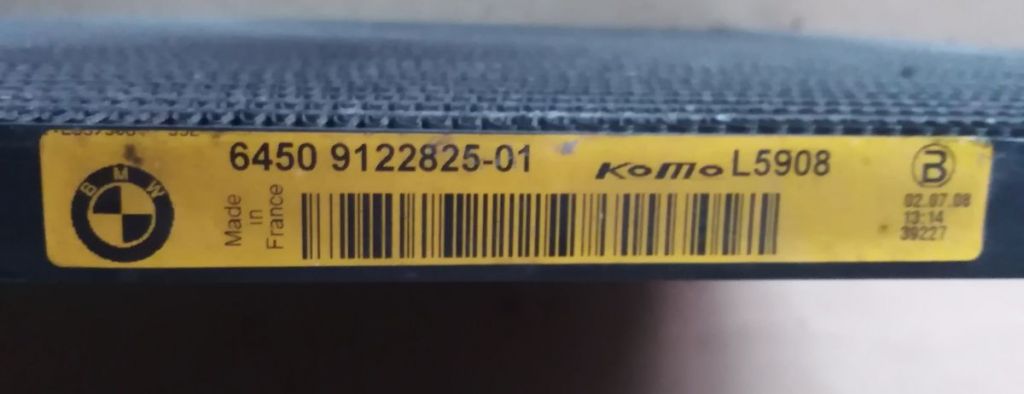 BMW
6450 9122825-01
KoMo L5908
Made
in
France
B
02.07.08
13:14
39227